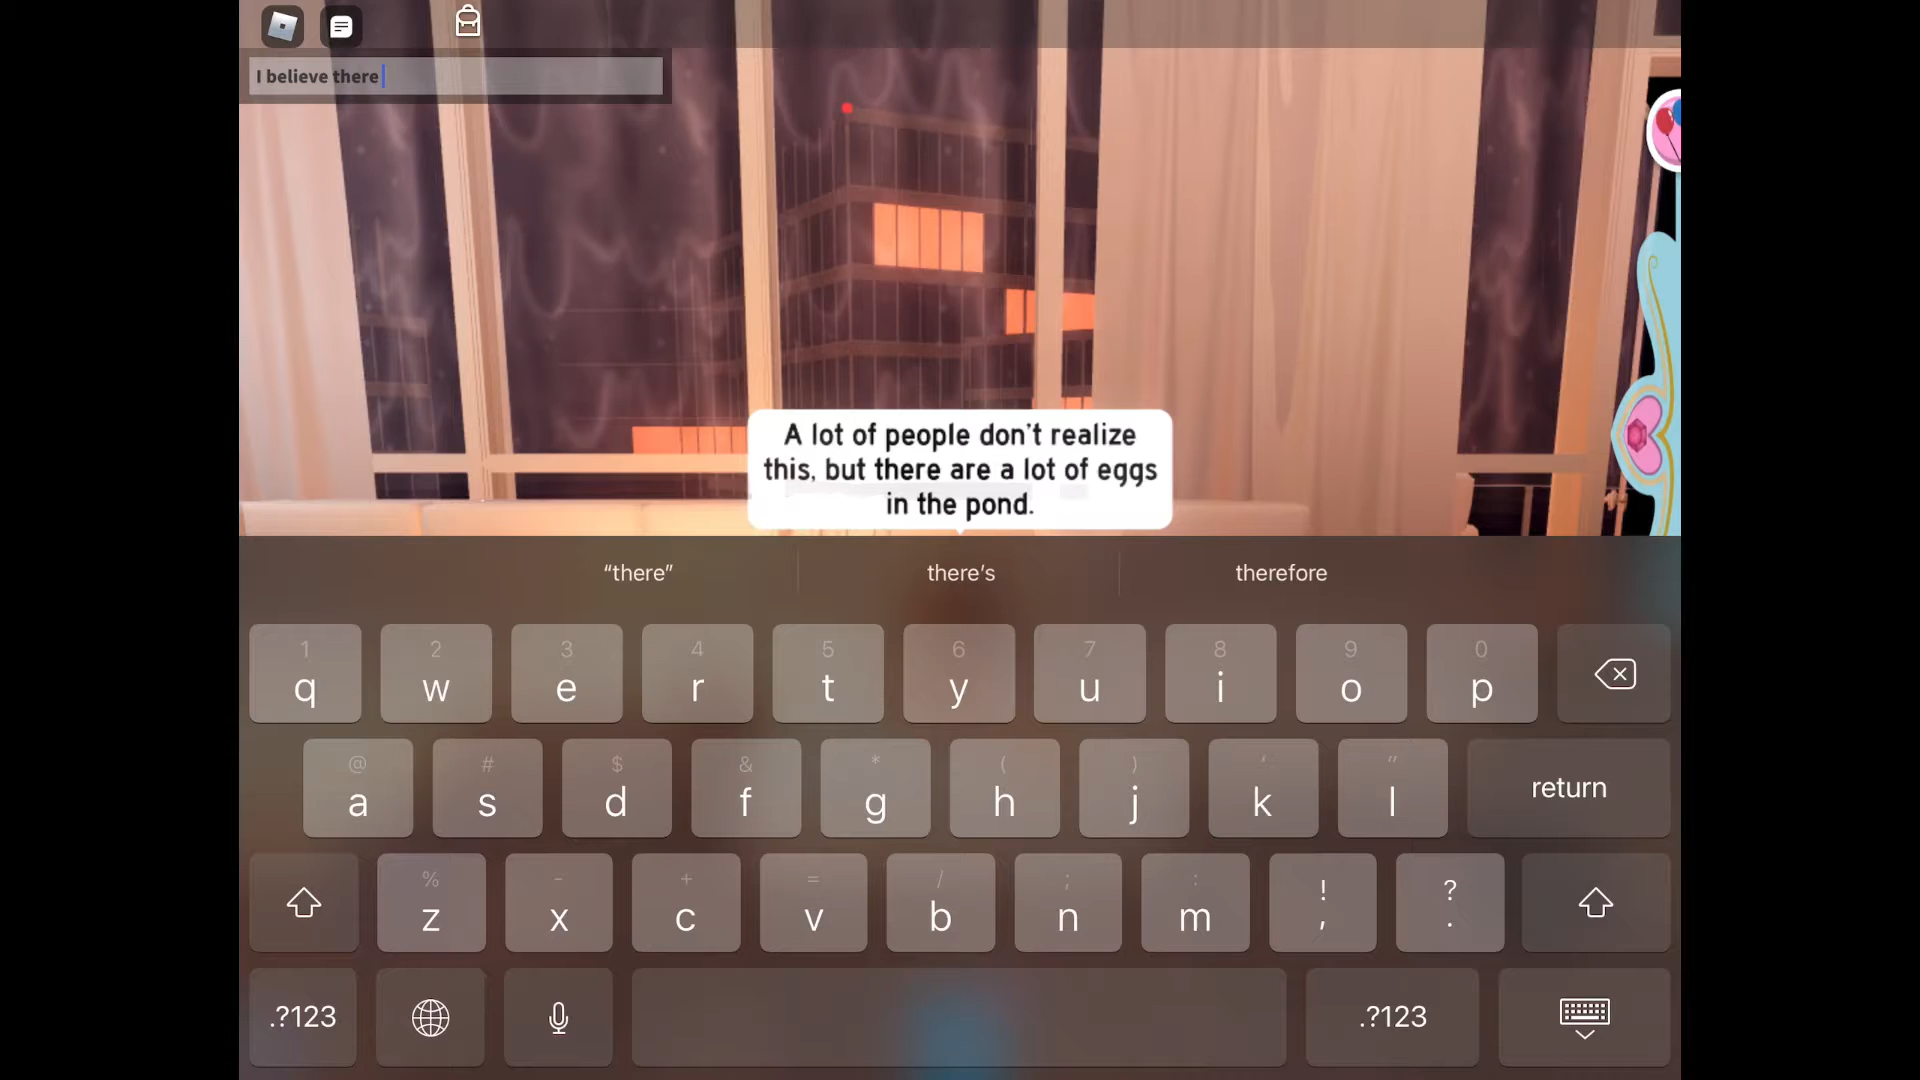 I believe there
A lot of people don't realize
this, but there are a lot of eggs
in the pond.
“there” there's therefore
1 2 3 4 5 6 7 8 9 0
q w e r t y u i o p
@ # $ & * ( ) ‘ ”
a s d f g h j k l return
% - + = / ; : ! ?
z x c v b n m , .
.?123 .?123